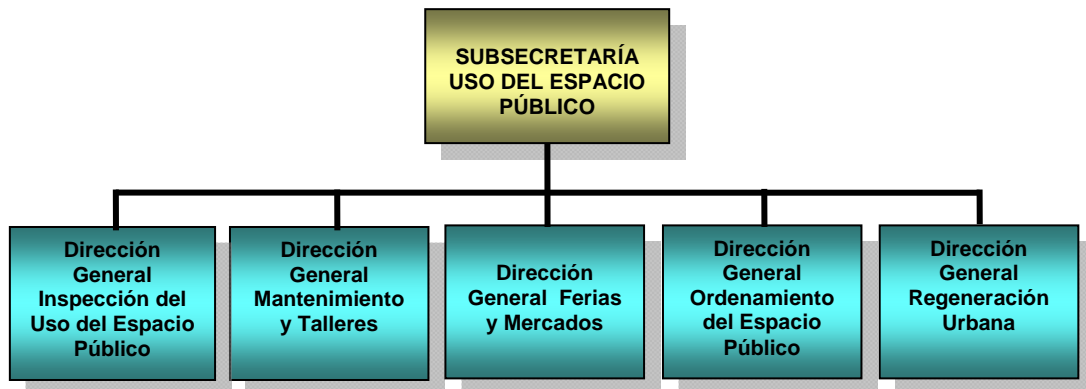 SUBSECRETARÍA
USO DEL ESPACIO
PÚBLICO
Dirección
General
Inspección del
Uso del Espacio
Público
Dirección
General
Mantenimiento
y Talleres
Dirección
General Ferias
y Mercados
Dirección
General
Ordenamiento
del Espacio
Público
Dirección
General
Regeneración
Urbana